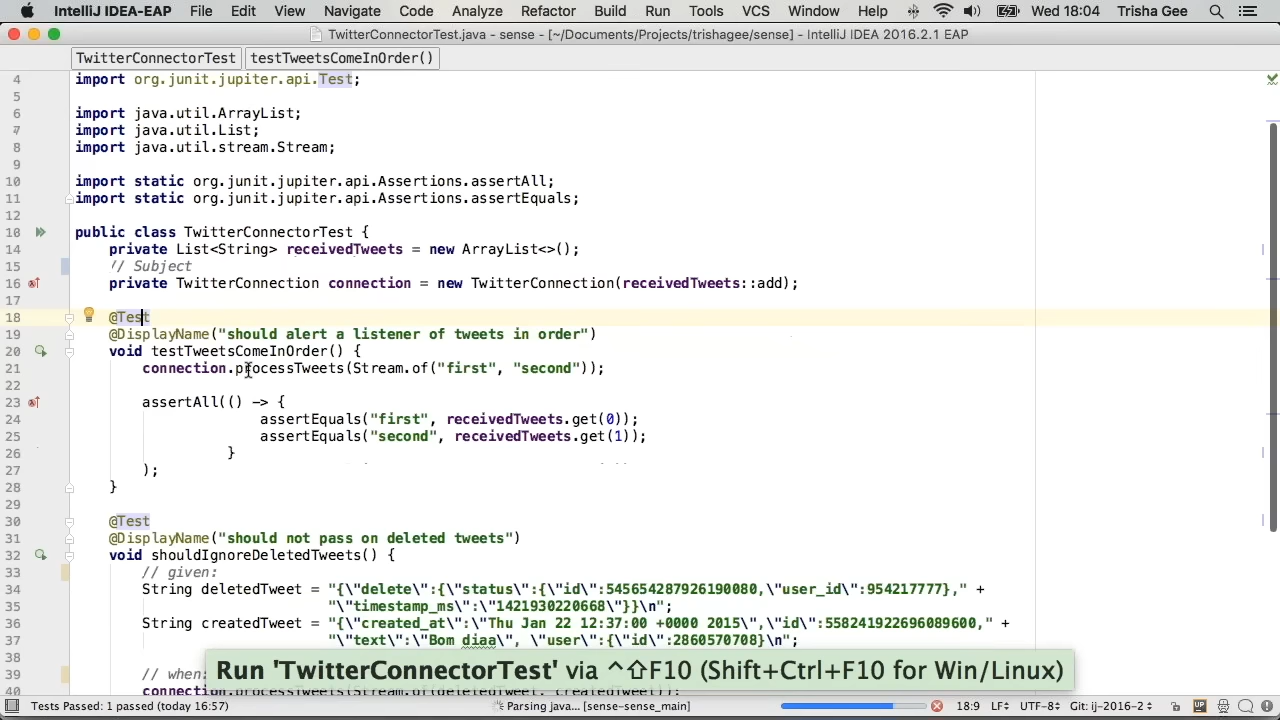 IntelliJ IDEA-EAP File Edit View Navigate Code Analyze Refactor Build Run Tools VCS Window Help Wed 18:04 Trisha Gee
TwitterConnectorTest.java - sense - [~/Documents/Projects/trishagee/sense] - IntelliJ IDEA 2016.2.1 EAP
TwitterConnectorTest testTweetsComeInOrder()
4 import org.junit.jupiter.api.Test;
5
6 import java.util.ArrayList;
7 import java.util.List;
8 import java.util.stream.Stream;
9
10 import static org.junit.jupiter.api.Assertions.assertAll;
11 import static org.junit.jupiter.api.Assertions.assertEquals;
12
public class TwitterConnectorTest {
14 private List<String> receivedTweets = new ArrayList<>();
15 // Subject
16 private TwitterConnection connection = new TwitterConnection(receivedTweets::add);
17
18 @Test
19 @DisplayName("should alert a listener of tweets in order")
20 void testTweetsComeInOrder() {
21 connection.processTweets(Stream.of("first", "second"));
22
23 assertAll(() -> {
24 assertEquals("first", receivedTweets.get(0));
25 assertEquals("second", receivedTweets.get(1));
26 }
27 );
28 }
29
30 @Test
31 @DisplayName("should not pass on deleted tweets")
32 void shouldIgnoreDeletedTweets() {
33 // given:
34 String deletedTweet = "{\"delete\":{\"status\":{\"id\":545654287926190080,\"user_id\":954217777}," +
35 "\"timestamp_ms\":\"1421930220668\"}}\n";
36 String createdTweet = "{\"created_at\":\"Thu Jan 22 12:37:00 +0000 2015\",\"id\":558241922696089600," +
37 "\"text\":\"Bom diaa\", \"user\":{\"id\":2860570708}\n";
38
39 // when:
40 connection.processTweets(Stream.of(deletedTweet, createdTweet));
Run 'TwitterConnectorTest' via ^⇧F10 (Shift+Ctrl+F10 for Win/Linux)
Tests Passed: 1 passed (today 16:57) Parsing java... [sense-sense_main] 18:9 LF÷ UTF-8÷ Git: ij-2016-2÷